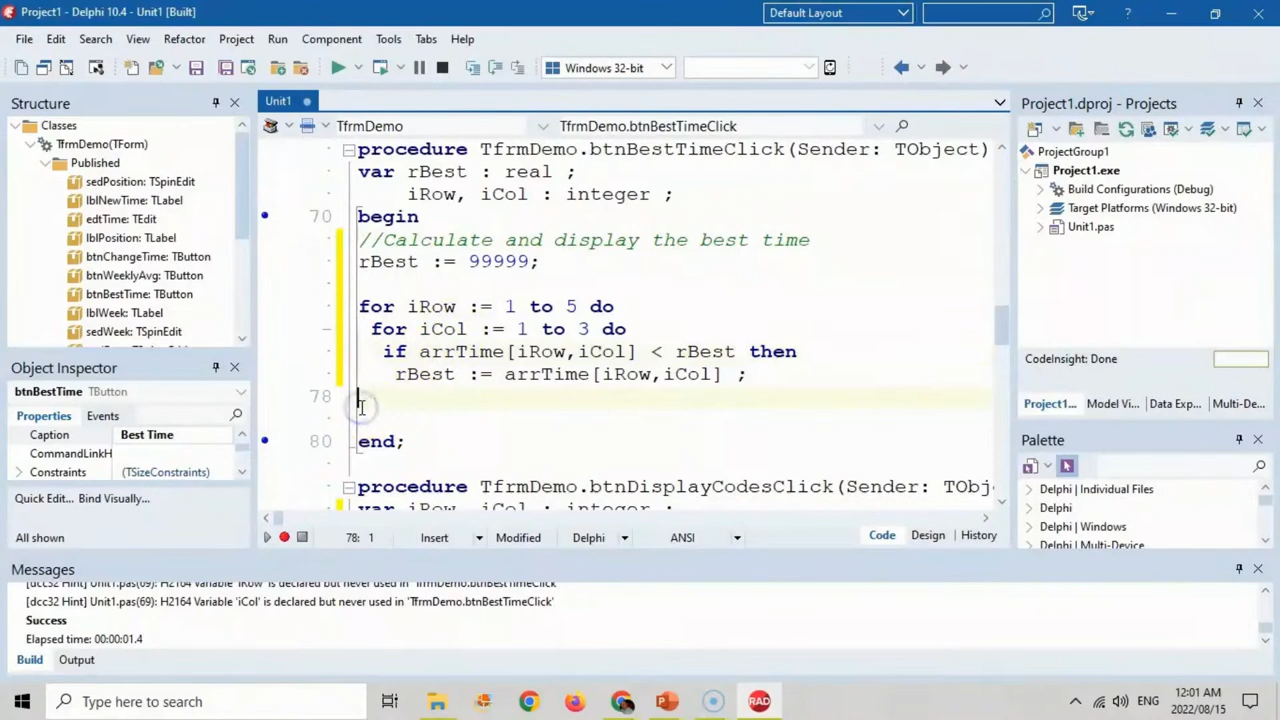 Project1 - Delphi 10.4 - Unit1 [Built]
Default Layout
File Edit Search View Refactor Project Run Component Tools Tabs Help
Windows 32-bit
Structure
Classes
TfrmDemo(TForm)
Published
sedPosition: TSpinEdit
lblNewTime: TLabel
edtTime: TEdit
lblPosition: TLabel
btnChangeTime: TButton
btnWeeklyAvg: TButton
btnBestTime: TButton
lblWeek: TLabel
sedWeek: TSpinEdit
Object Inspector
btnBestTime TButton
Properties Events
Caption Best Time
CommandLinkH
Constraints (TSizeConstraints)
Quick Edit... Bind Visually...
All shown
Unit1
TfrmDemo TfrmDemo.btnBestTimeClick
procedure TfrmDemo.btnBestTimeClick(Sender: TObject)
var rBest : real ;
iRow, iCol : integer ;
70 begin
//Calculate and display the best time
rBest := 99999;
for iRow := 1 to 5 do
for iCol := 1 to 3 do
if arrTime[iRow,iCol] < rBest then
rBest := arrTime[iRow,iCol] ;
78
80 end;
procedure TfrmDemo.btnDisplayCodesClick(Sender: TObj
var iRow, iCol : integer ;
78: 1 Insert Modified Delphi ANSI Code Design History
Project1.dproj - Projects
ProjectGroup1
Project1.exe
Build Configurations (Debug)
Target Platforms (Windows 32-bit)
Unit1.pas
CodeInsight: Done
Project1... Model Vi... Data Exp... Multi-De...
Palette
Delphi | Individual Files
Delphi
Delphi | Windows
Delphi | Multi-Device
Messages
[dcc32 Hint] Unit1.pas(69): H2164 Variable 'iRow' is declared but never used in 'TfrmDemo.btnBestTimeClick'
[dcc32 Hint] Unit1.pas(69): H2164 Variable 'iCol' is declared but never used in 'TfrmDemo.btnBestTimeClick'
Success
Elapsed time: 00:00:01.4
Build Output
Type here to search
RAD
ENG
12:01 AM
2022/08/15